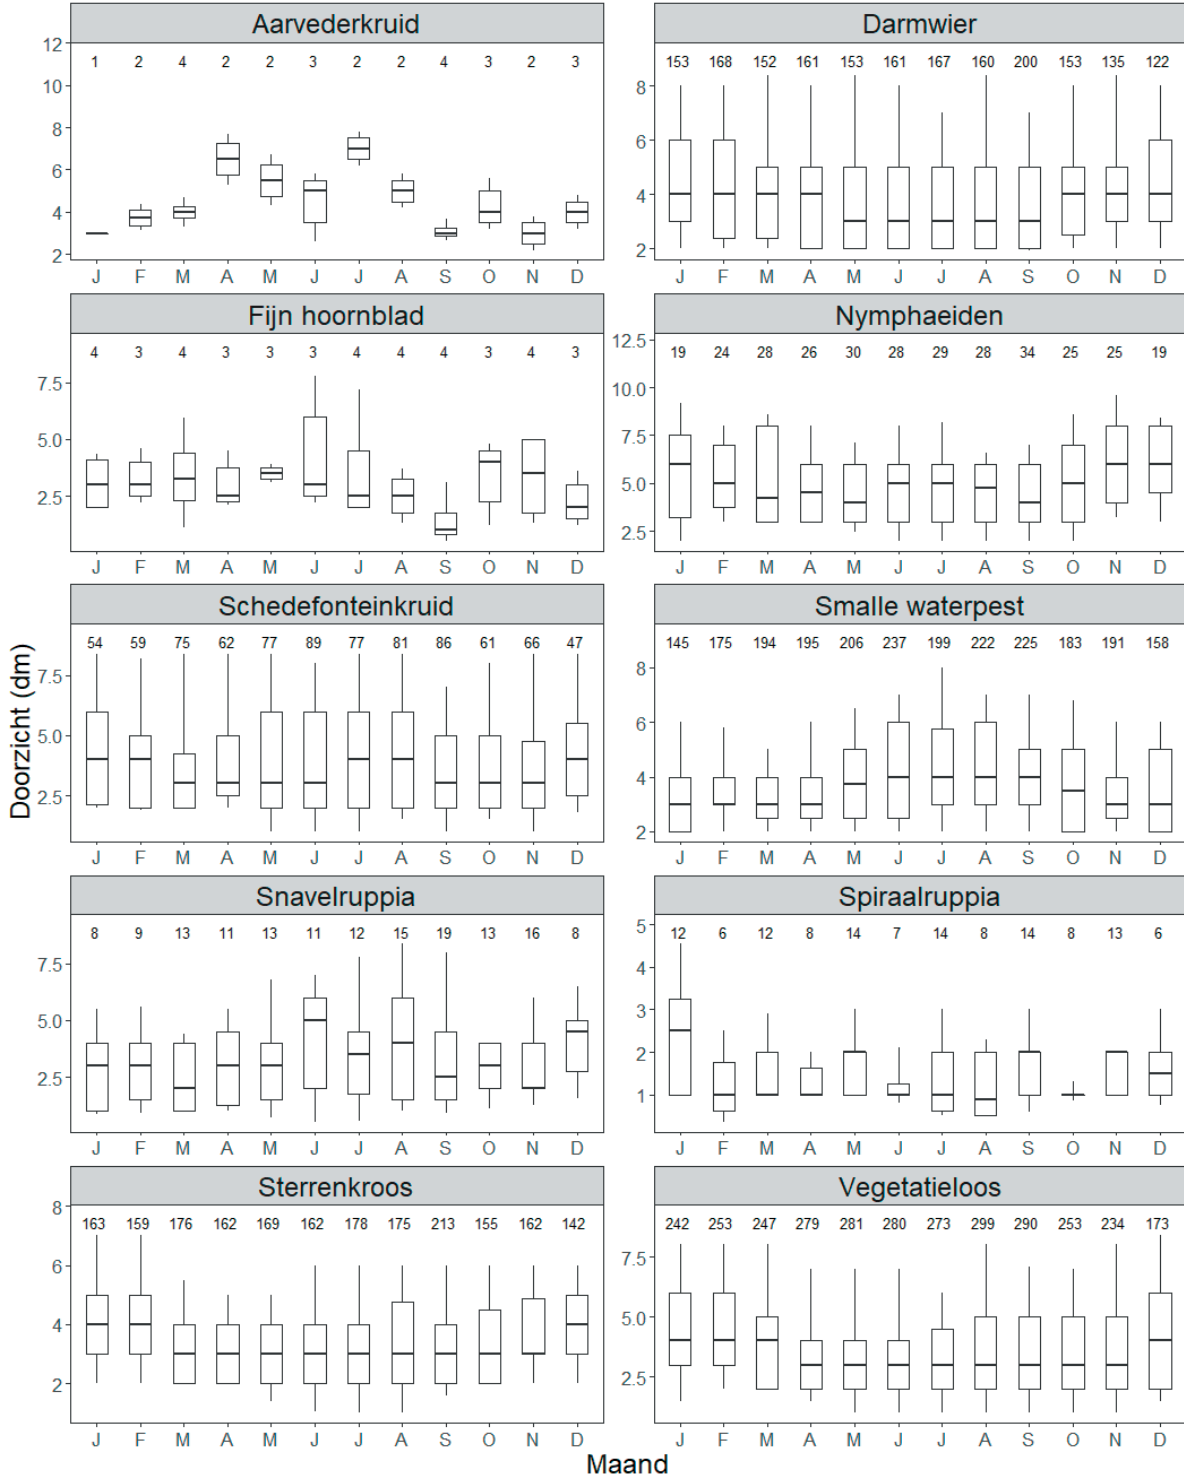 Aarvederkruid
Darmwier
12
10
8
6
4
2
1 2 4 2 2 3 2 2 4 3 2 3
J F M A M J J A S O N D
8
6
4
2
153 168 152 161 153 161 167 160 200 153 135 122
J F M A M J J A S O N D
Fijn hoornblad
Nymphaeiden
7.5
5.0
2.5
4 3 4 3 3 3 4 4 4 3 4 3
J F M A M J J A S O N D
12.5
10.0
7.5
5.0
2.5
19 24 28 26 30 28 29 28 34 25 25 19
J F M A M J J A S O N D
Doorzicht (dm)
Schedefonteinkruid
Smalle waterpest
7.5
5.0
2.5
54 59 75 62 77 89 77 81 86 61 66 47
J F M A M J J A S O N D
8
6
4
2
145 175 194 195 206 237 199 222 225 183 191 158
J F M A M J J A S O N D
Snavelruppia
Spiraalruppia
7.5
5.0
2.5
8 9 13 11 13 11 12 15 19 13 16 8
J F M A M J J A S O N D
5
4
3
2
1
12 6 12 8 14 7 14 8 14 8 13 6
J F M A M J J A S O N D
Sterrenkroos
Vegetatieloos
8
6
4
2
163 159 176 162 169 162 178 175 213 155 162 142
J F M A M J J A S O N D
7.5
5.0
2.5
242 253 247 279 281 280 273 299 290 253 234 173
J F M A M J J A S O N D
Maand